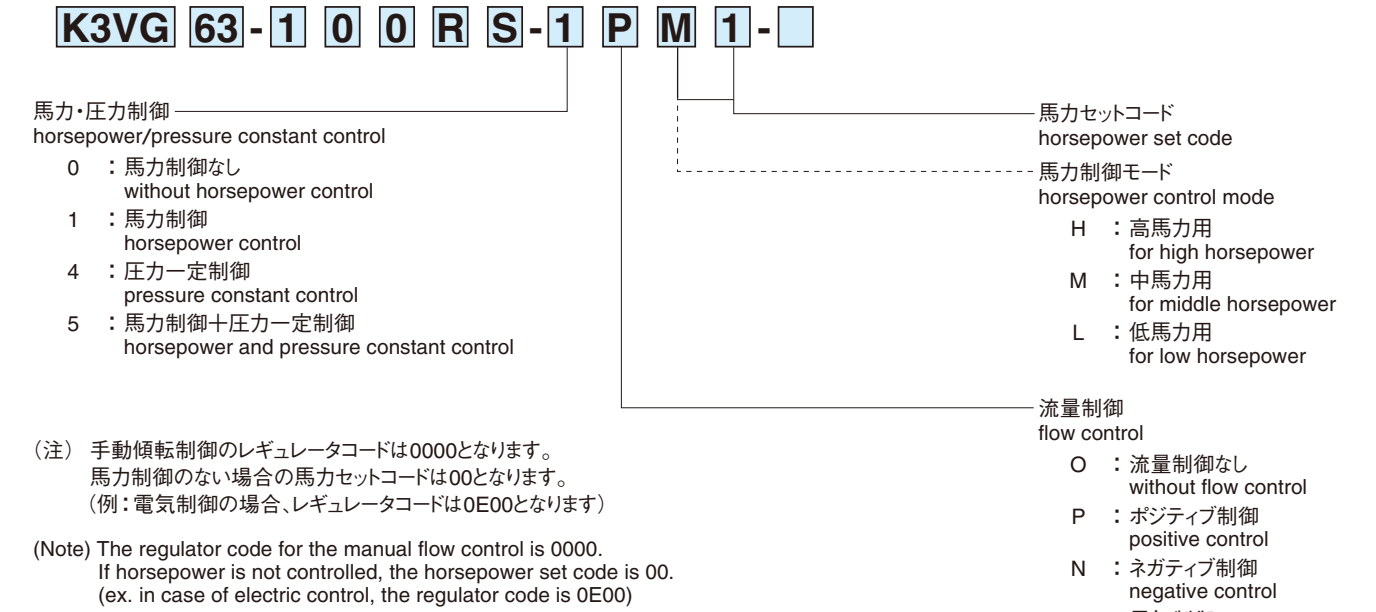 K3VG 63-1 0 0 R S-1 P M 1-
馬力・圧力制御
horsepower/pressure constant control
0 ：馬力制御なし
without horsepower control
1 ：馬力制御
horsepower control
4 ：圧力一定制御
pressure constant control
5 ：馬力制御＋圧力一定制御
horsepower and pressure constant control
馬力セットコード
horsepower set code
馬力制御モード
horsepower control mode
H ：高馬力用
for high horsepower
M ：中馬力用
for middle horsepower
L ：低馬力用
for low horsepower
流量制御
flow control
O ：流量制御なし
without flow control
P ：ポジティブ制御
positive control
N ：ネガティブ制御
negative control
（注） 手動傾転制御のレギュレータコードは0000となります。
馬力制御のない場合の馬力セットコードは00となります。
（例：電気制御の場合、レギュレータコードは0E00となります）
(Note) The regulator code for the manual flow control is 0000.
If horsepower is not controlled, the horsepower set code is 00.
(ex. in case of electric control, the regulator code is 0E00)